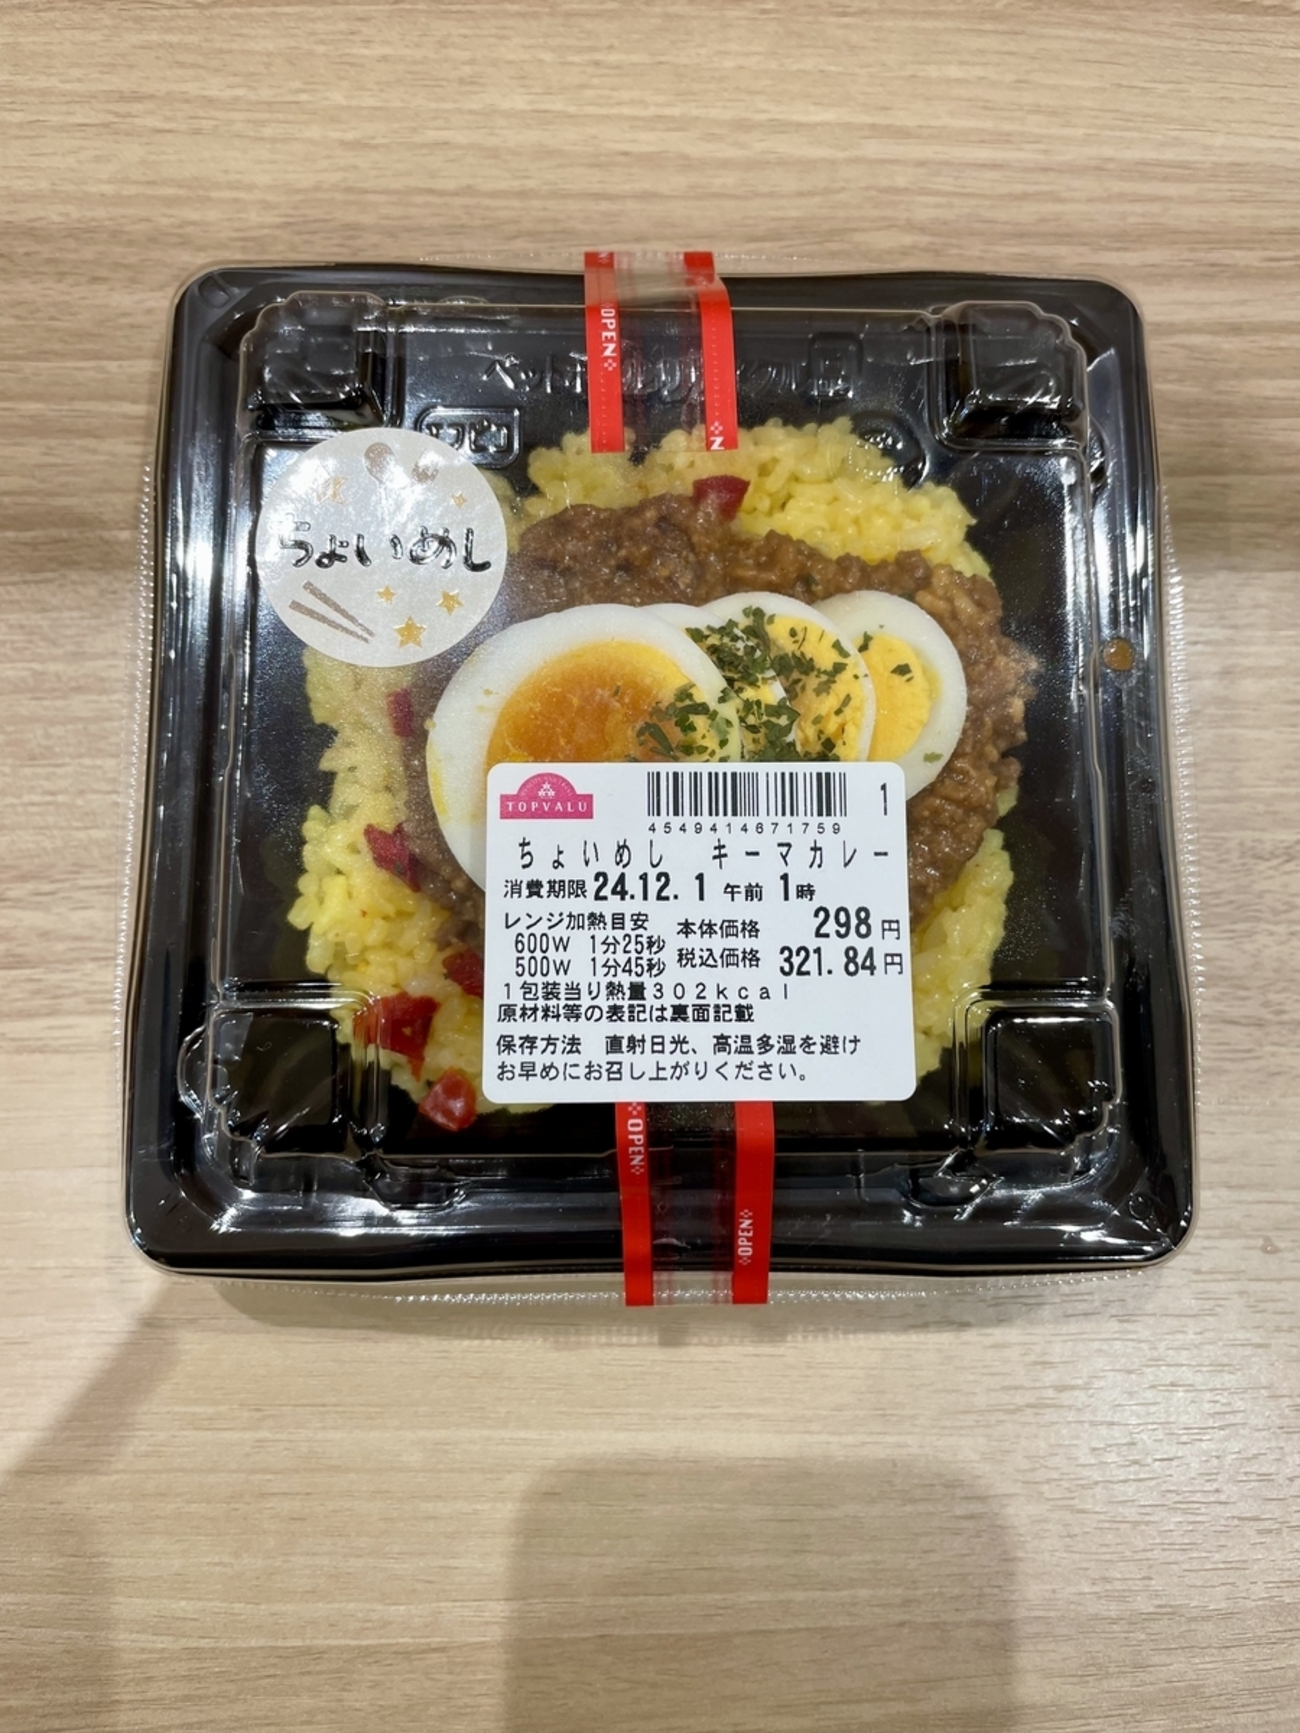 OPEN
N
エフピコ
ちょいめし
TOPVALU
1
4549414671759
ちょいめし キーマカレー
消費期限 24.12. 1 午前 1時
レンジ加熱目安
600W 1分25秒
500W 1分45秒
本体価格 298円
税込価格 321.84円
1包装当り熱量302kcal
原材料等の表記は裏面記載
保存方法 直射日光、高温多湿を避け
お早めにお召し上がりください。
OPEN
OPEN